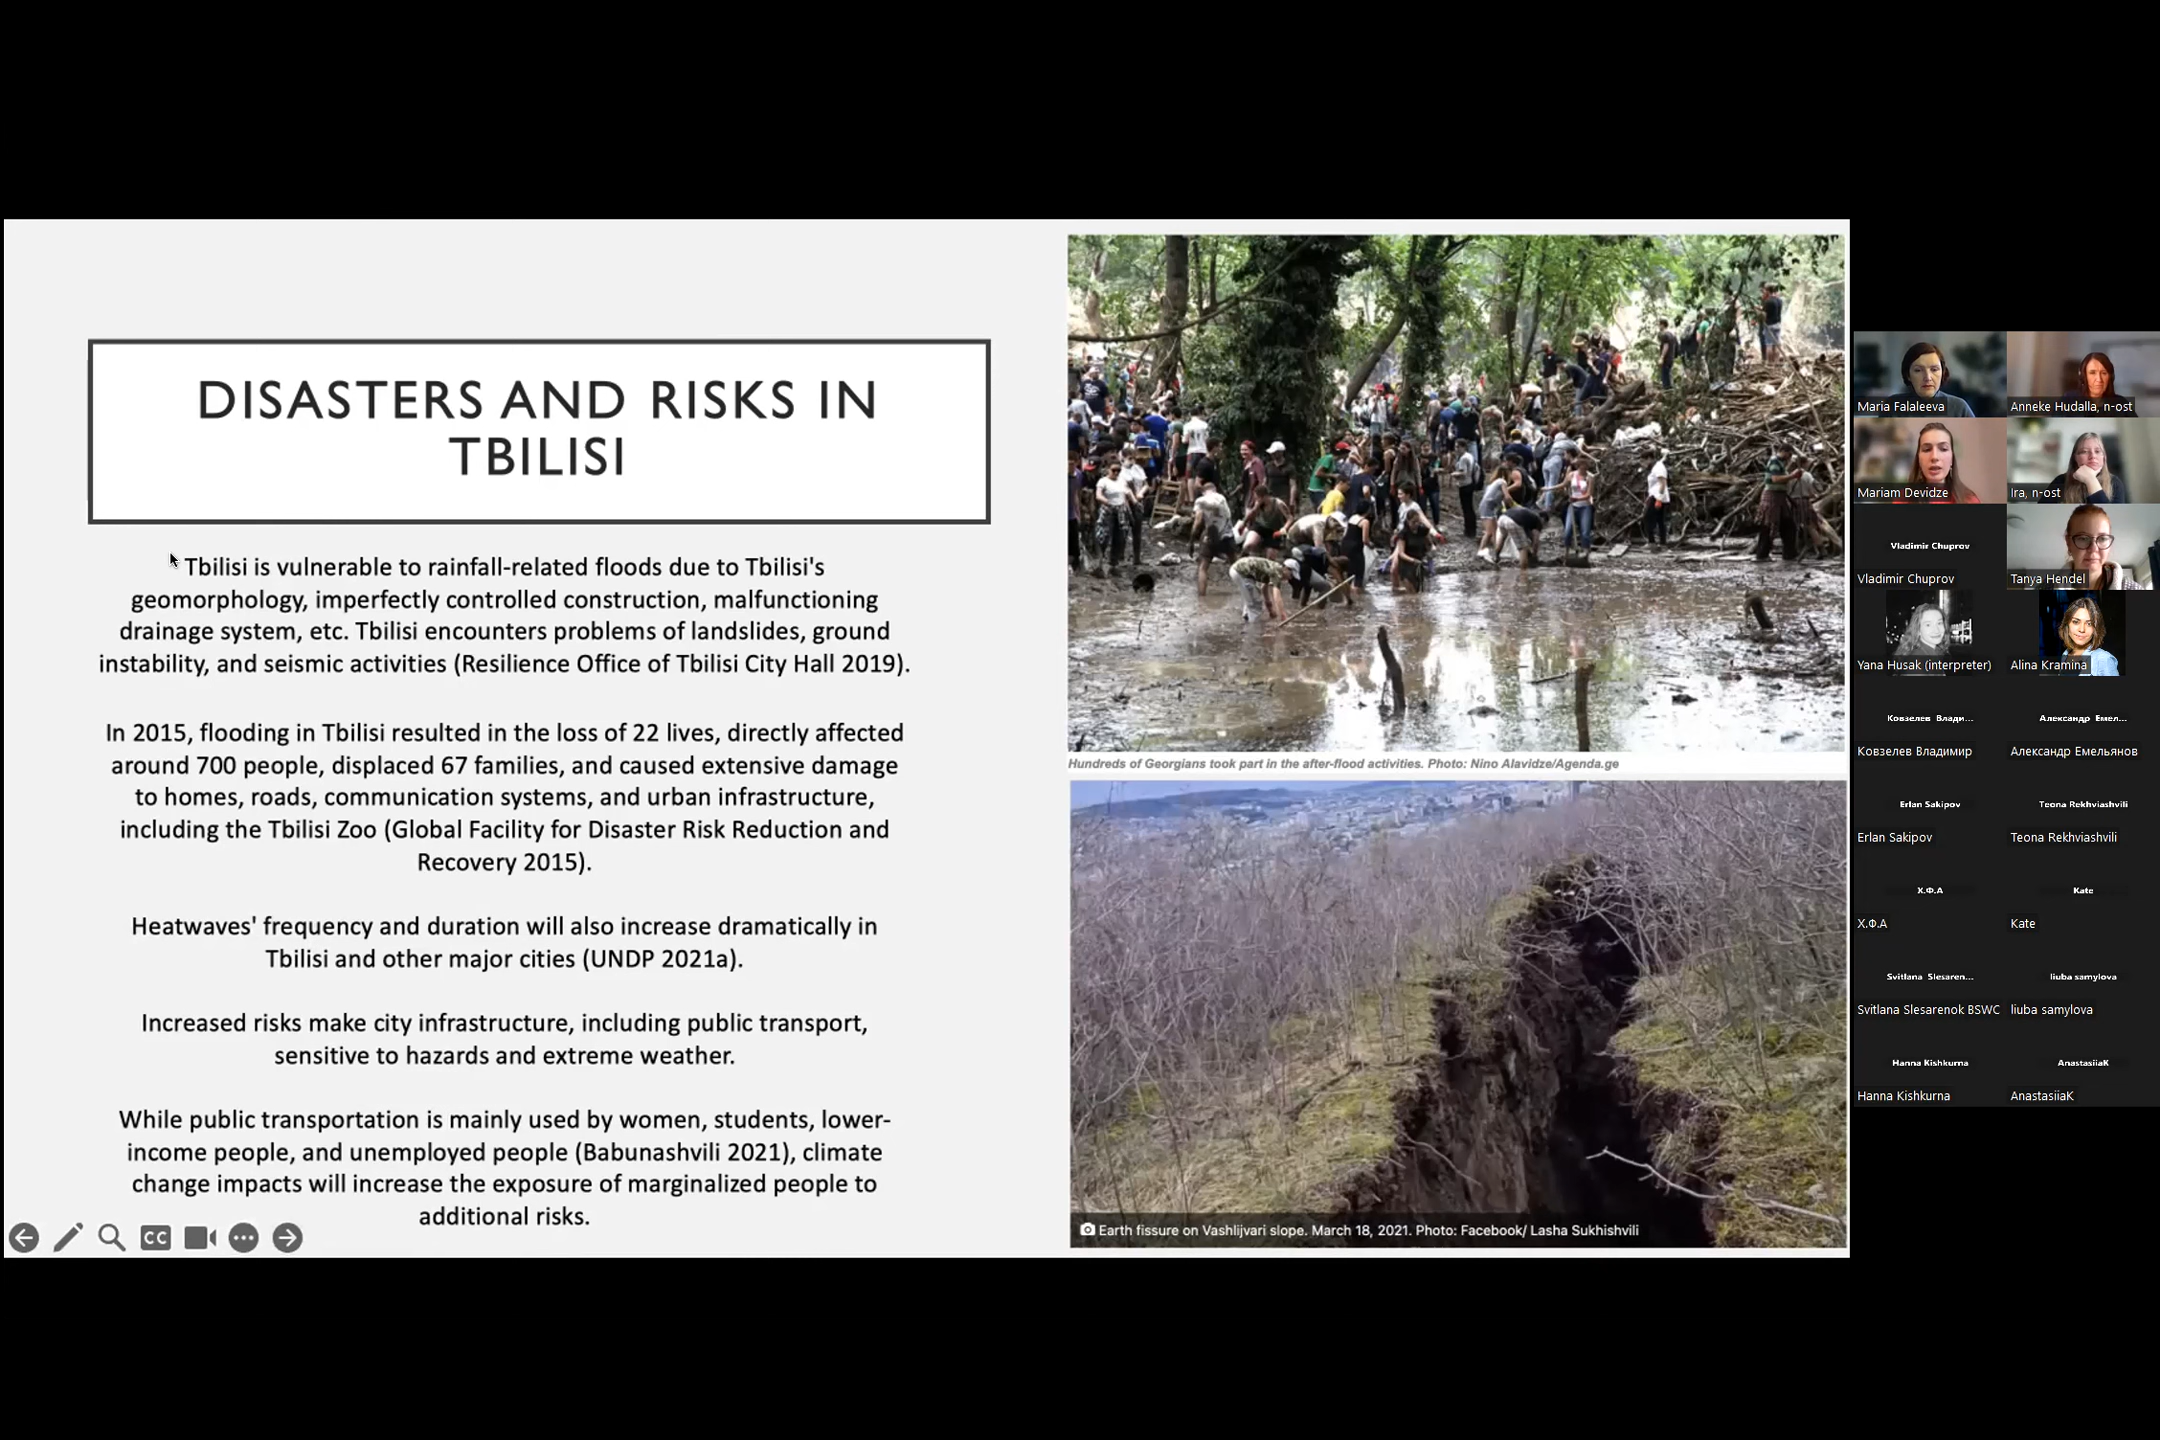 DISASTERS AND RISKS IN
TBILISI
Tbilisi is vulnerable to rainfall-related floods due to Tbilisi's
geomorphology, imperfectly controlled construction, malfunctioning
drainage system, etc. Tbilisi encounters problems of landslides, ground
instability, and seismic activities (Resilience Office of Tbilisi City Hall 2019).
In 2015, flooding in Tbilisi resulted in the loss of 22 lives, directly affected
around 700 people, displaced 67 families, and caused extensive damage
to homes, roads, communication systems, and urban infrastructure,
including the Tbilisi Zoo (Global Facility for Disaster Risk Reduction and
Recovery 2015).
Heatwaves' frequency and duration will also increase dramatically in
Tbilisi and other major cities (UNDP 2021a).
Increased risks make city infrastructure, including public transport,
sensitive to hazards and extreme weather.
While public transportation is mainly used by women, students, lower-
income people, and unemployed people (Babunashvili 2021), climate
change impacts will increase the exposure of marginalized people to
additional risks.
CC
Hundreds of Georgians took part in the after-flood activities. Photo: Nino Alavidze/Agenda.ge
Earth fissure on Vashlijvari slope. March 18, 2021. Photo: Facebook/ Lasha Sukhishvili
Maria Falaleeva
Anneke Hudalla, n-ost
Mariam Devidze
Ira, n-ost
Vladimir Chuprov
Vladimir Chuprov
Tanya Hendel
Yana Husak (interpreter)
Alina Kramina
Ковзелев Влади...
Александр Емел...
Ковзелев Владимир
Александр Емельянов
Erlan Sakipov
Teona Rekhviashvili
Erlan Sakipov
Teona Rekhviashvili
Х.Ф.А
Kate
Х.Ф.А
Kate
Svitlana Slesaren...
liuba samylova
Svitlana Slesarenok BSWC
liuba samylova
Hanna Kishkurna
AnastasiiaK
Hanna Kishkurna
AnastasiiaK